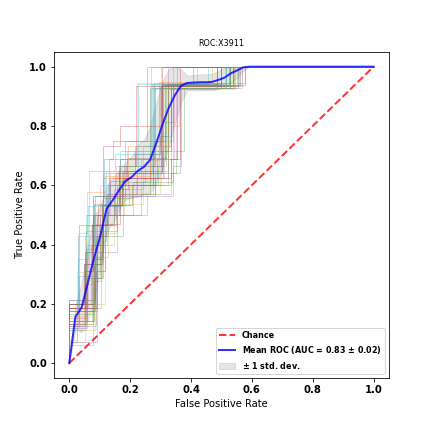 ROC:X3911
1.0
0.8
0.6
0.4
0.2
0.0
True Positive Rate
0.0 0.2 0.4 0.6 0.8 1.0
False Positive Rate
Chance
Mean ROC (AUC = 0.83 ± 0.02)
± 1 std. dev.